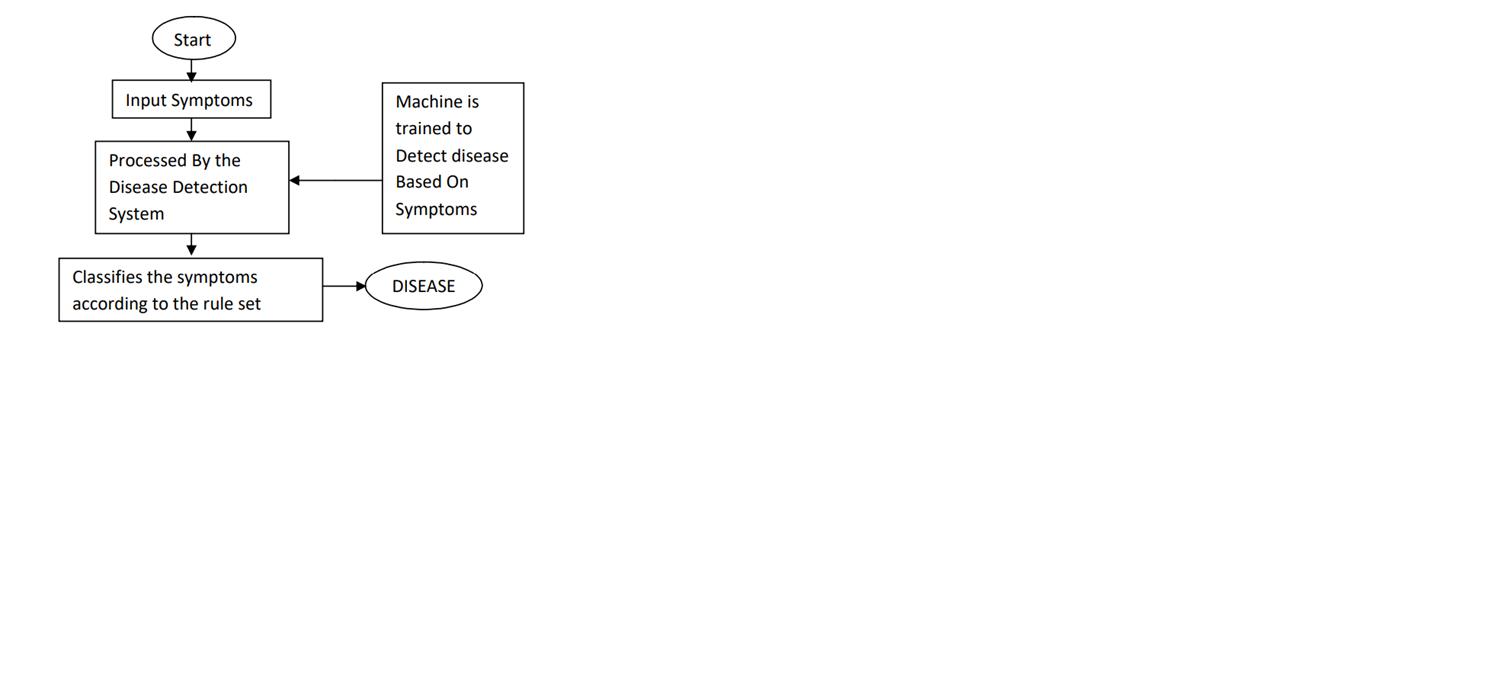 Start
Input Symptoms
Processed By the
Disease Detection
System
Machine is
trained to
Detect disease
Based On
Symptoms
Classifies the symptoms
according to the rule set
DISEASE